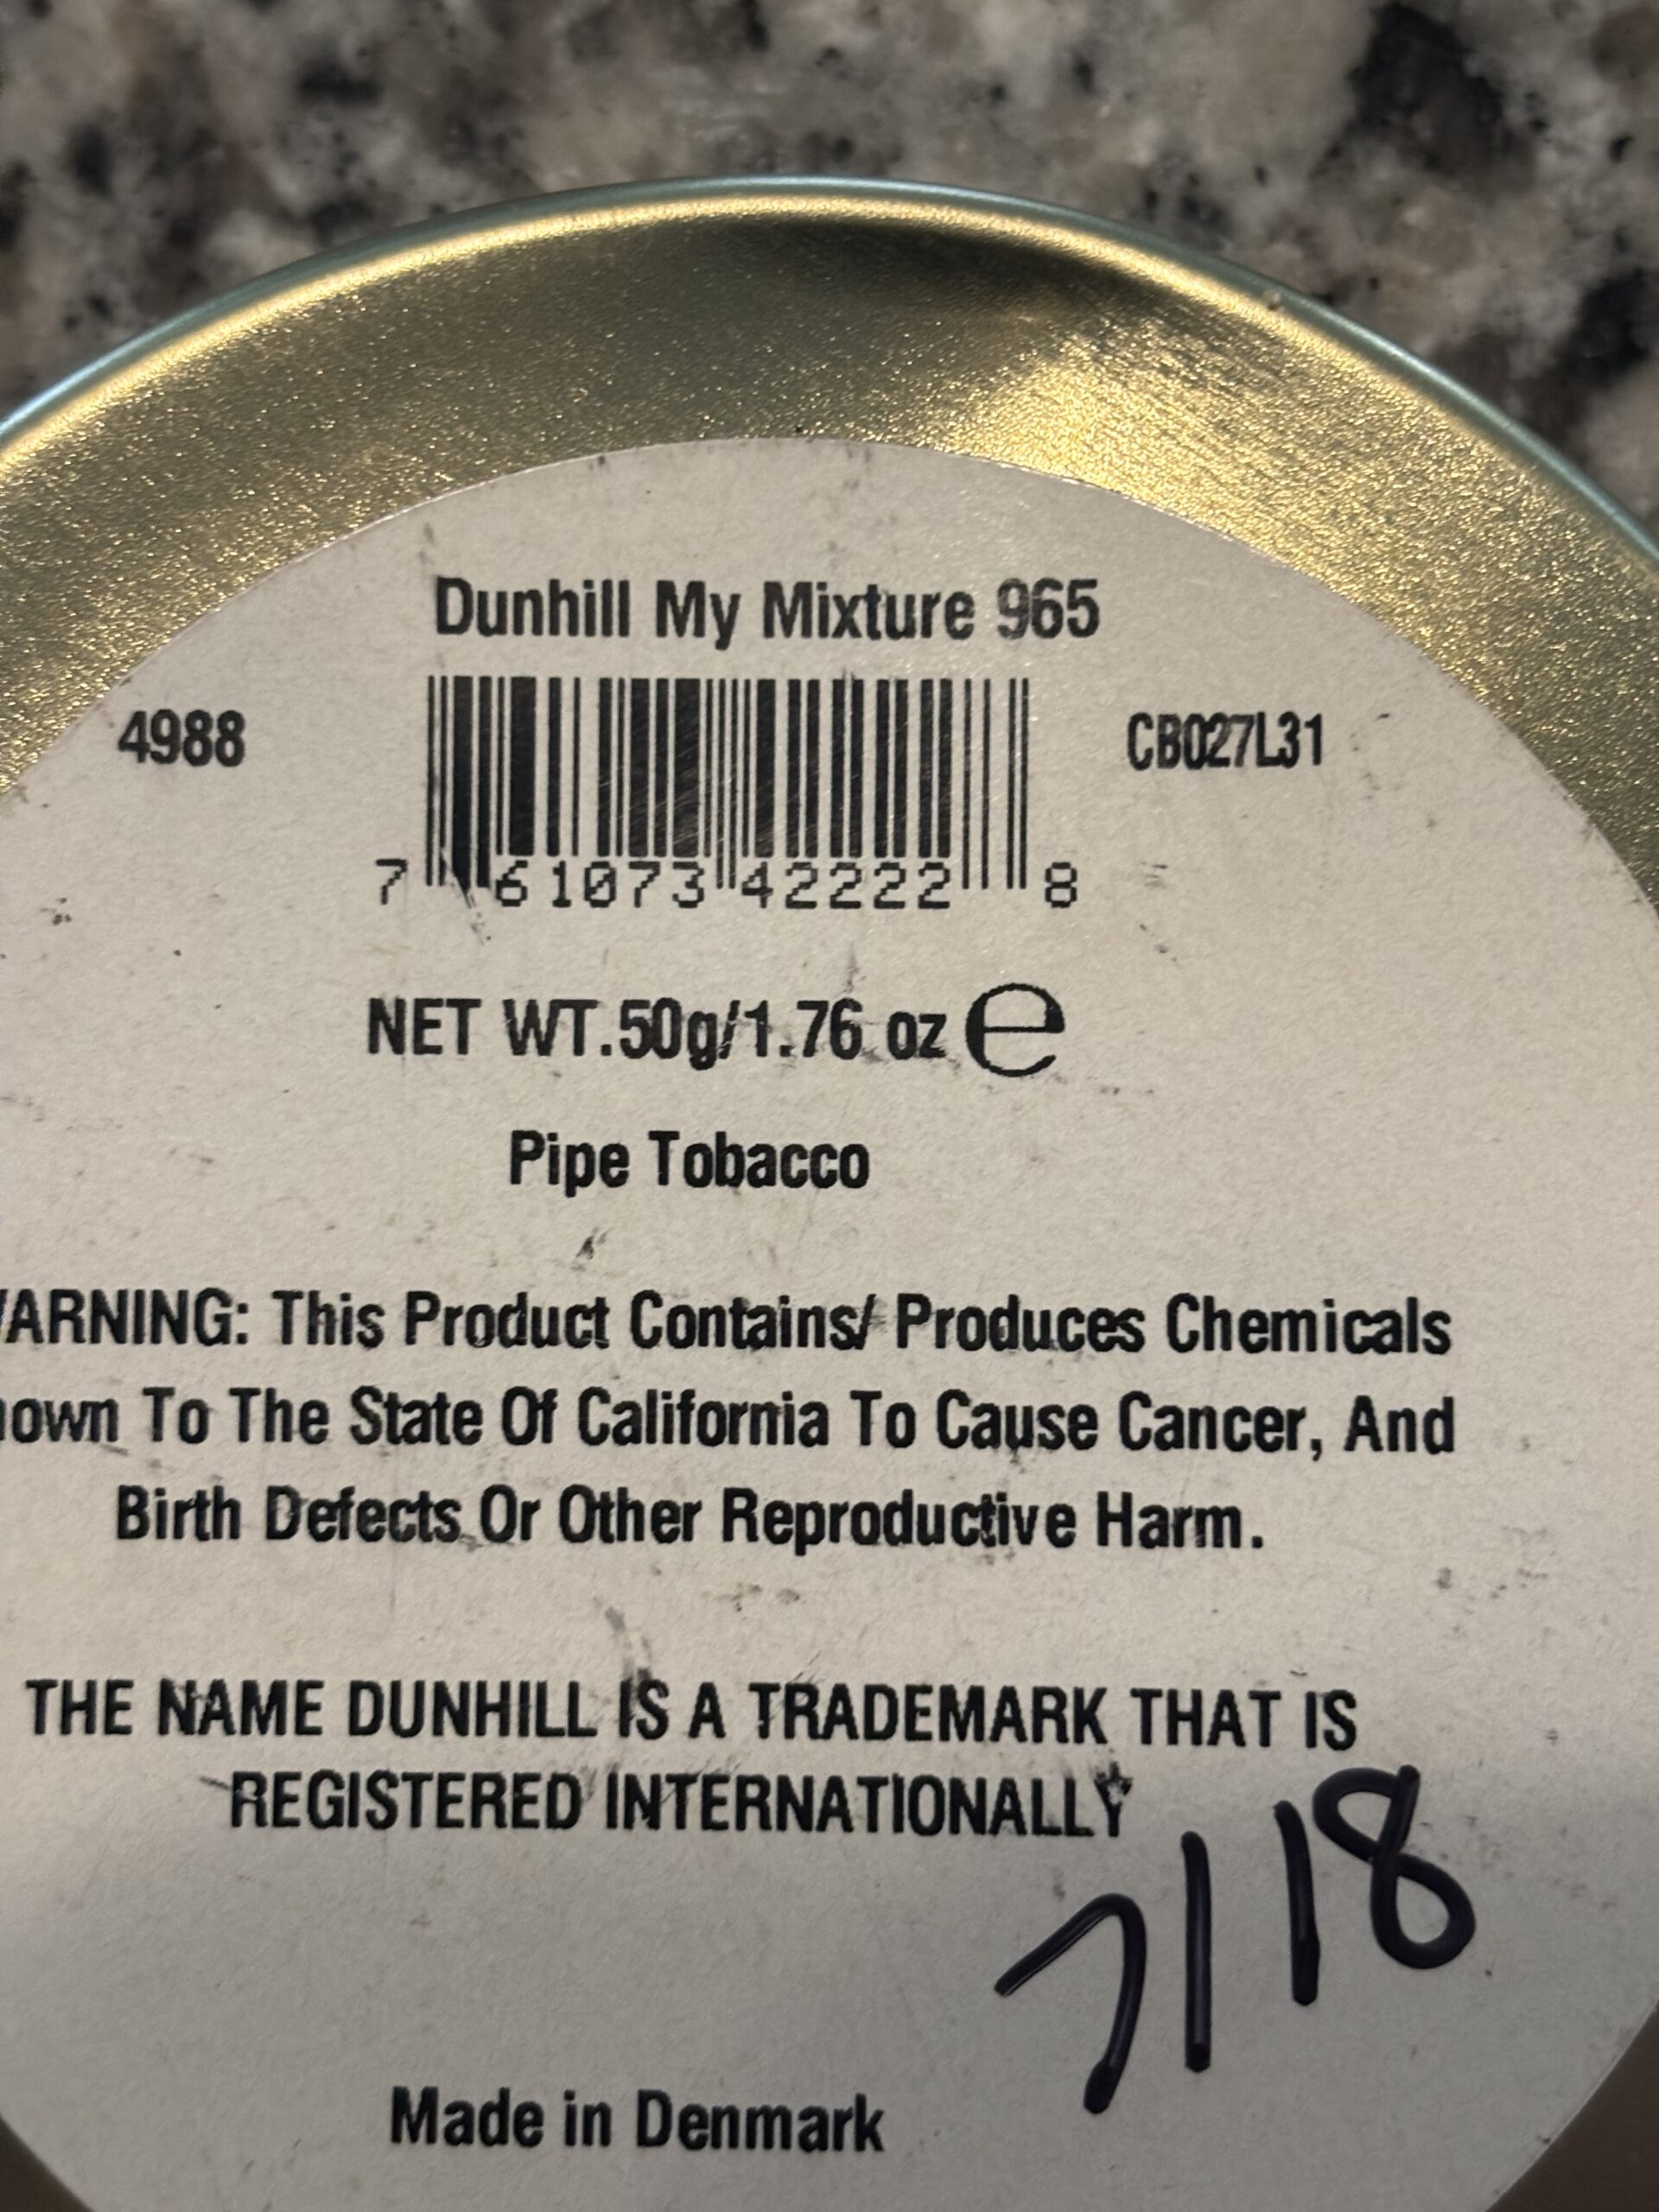 Dunhill My Mixture 965
4988
CB027L31
7 61073 42222 8
NET WT.50g/1.76 oz e
Pipe Tobacco
ARNING: This Product Contains/ Produces Chemicals
own To The State Of California To Cause Cancer, And
Birth Defects Or Other Reproductive Harm.
THE NAME DUNHILL IS A TRADEMARK THAT IS
REGISTERED INTERNATIONALLY
7/18
Made in Denmark